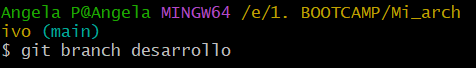 Angela P@Angela MINGW64 /e/1. BOOTCAMP/Mi_arch
ivo (main)
$ git branch desarrollo